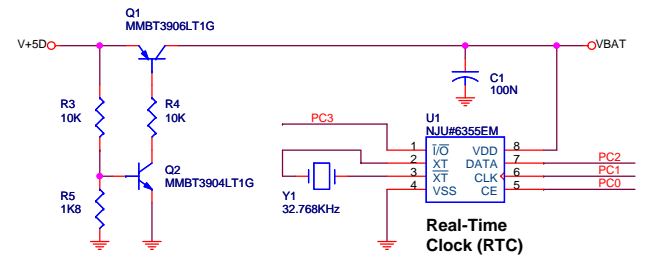 Q1
MMBT3906LT1G
V+5D
VBAT
R3
10K
R4
10K
C1
100N
PC3
U1
NJU#6355EM
1 I/O VDD 8
2 XT DATA 7 PC2
3 XT CLK 6 PC1
4 VSS CE 5 PC0
Q2
MMBT3904LT1G
R5
1K8
Y1
32.768KHz
Real-Time
Clock (RTC)